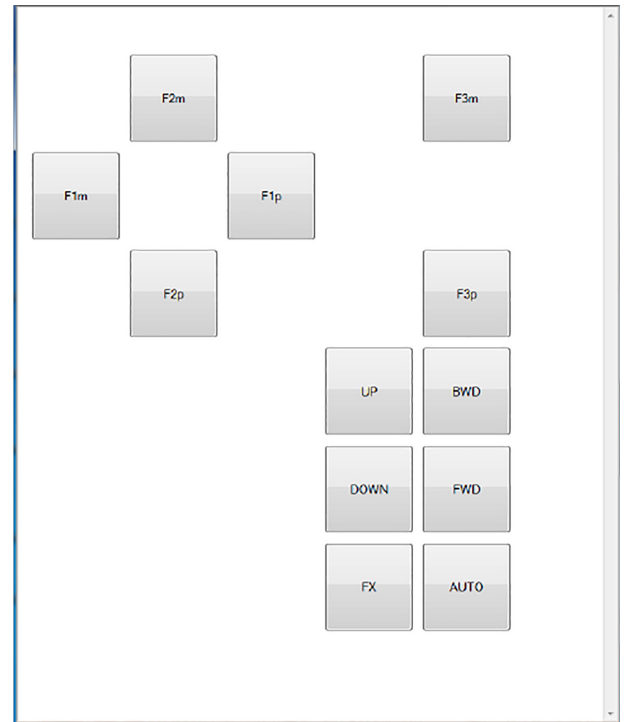 F2m F3m
F1m F1p
F2p F3p
UP BWD
DOWN FWD
FX AUTO